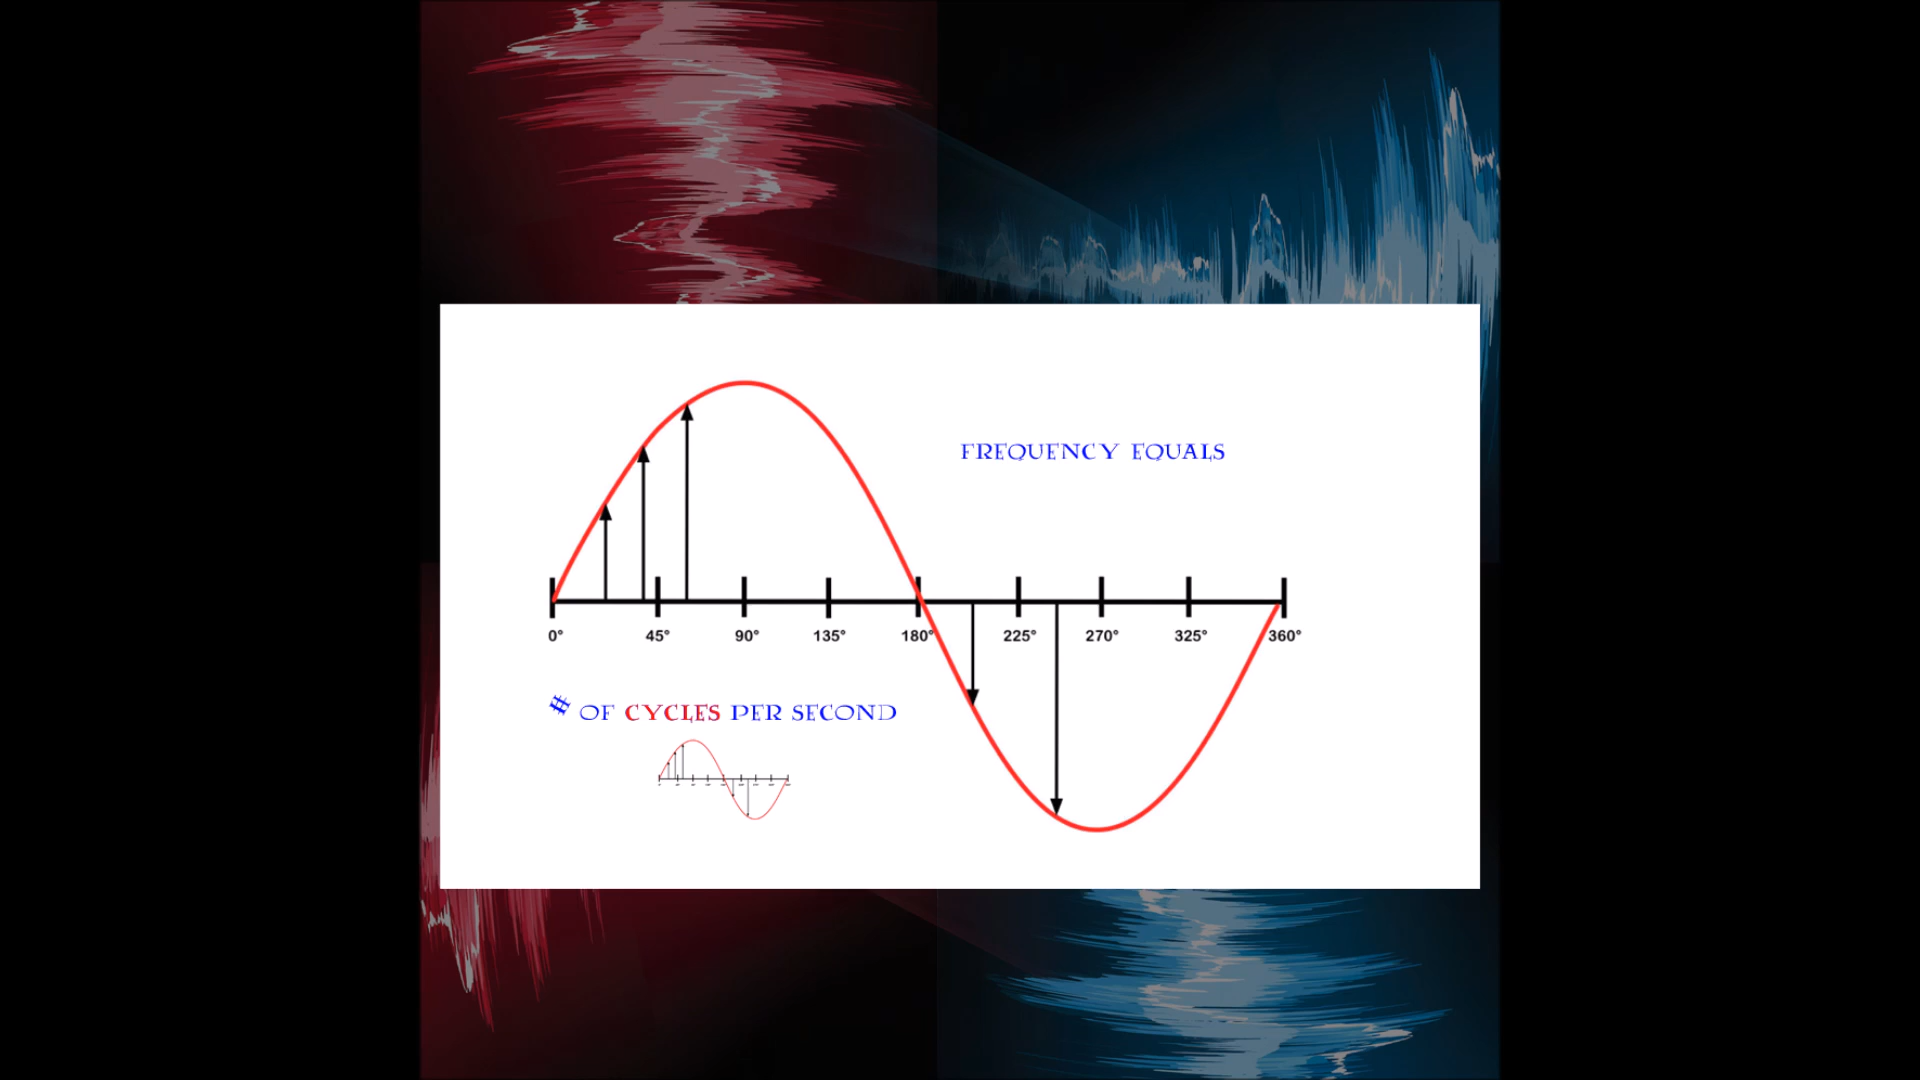 FREQUENCY EQUALS
0° 45° 90° 135° 180° 225° 270° 325° 360°
# OF CYCLES PER SECOND